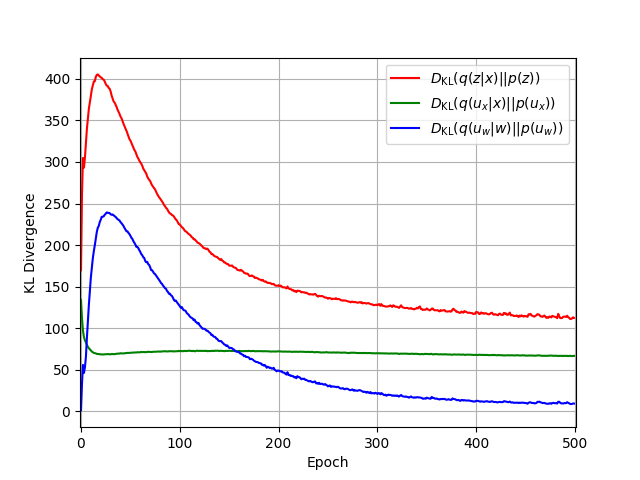 D_KL(q(z|x)||p(z))
D_KL(q(u_x|x)||p(u_x))
D_KL(q(u_w|w)||p(u_w))
KL Divergence
400
350
300
250
200
150
100
50
0
0 100 200 300 400 500
Epoch